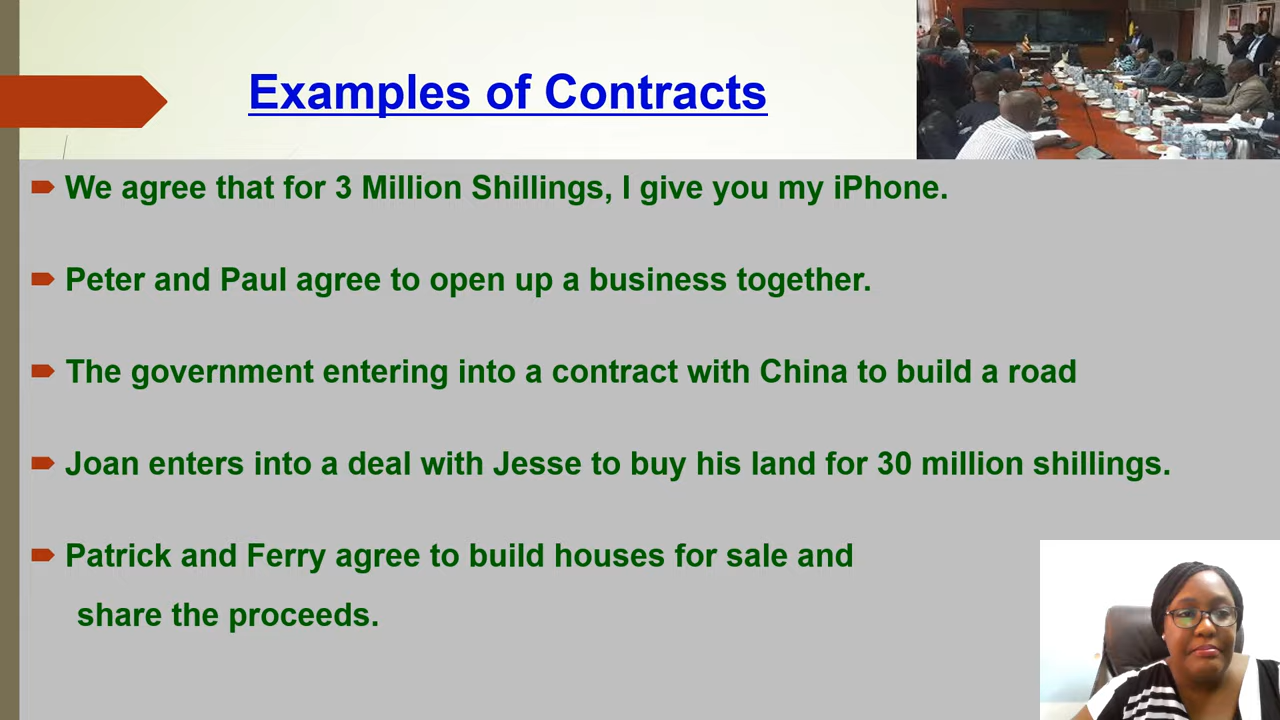 Examples of Contracts
We agree that for 3 Million Shillings, I give you my iPhone.
Peter and Paul agree to open up a business together.
The government entering into a contract with China to build a road
Joan enters into a deal with Jesse to buy his land for 30 million shillings.
Patrick and Ferry agree to build houses for sale and
share the proceeds.